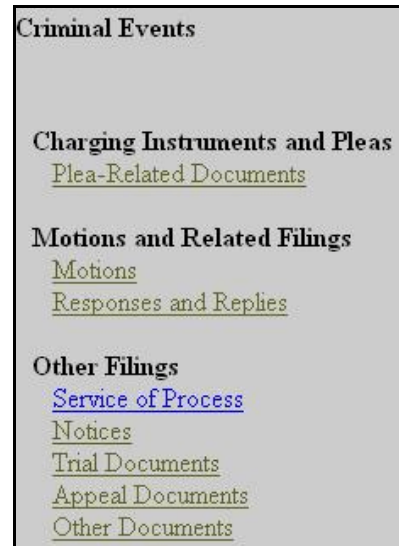 Criminal Events
Charging Instruments and Pleas
Plea-Related Documents
Motions and Related Filings
Motions
Responses and Replies
Other Filings
Service of Process
Notices
Trial Documents
Appeal Documents
Other Documents